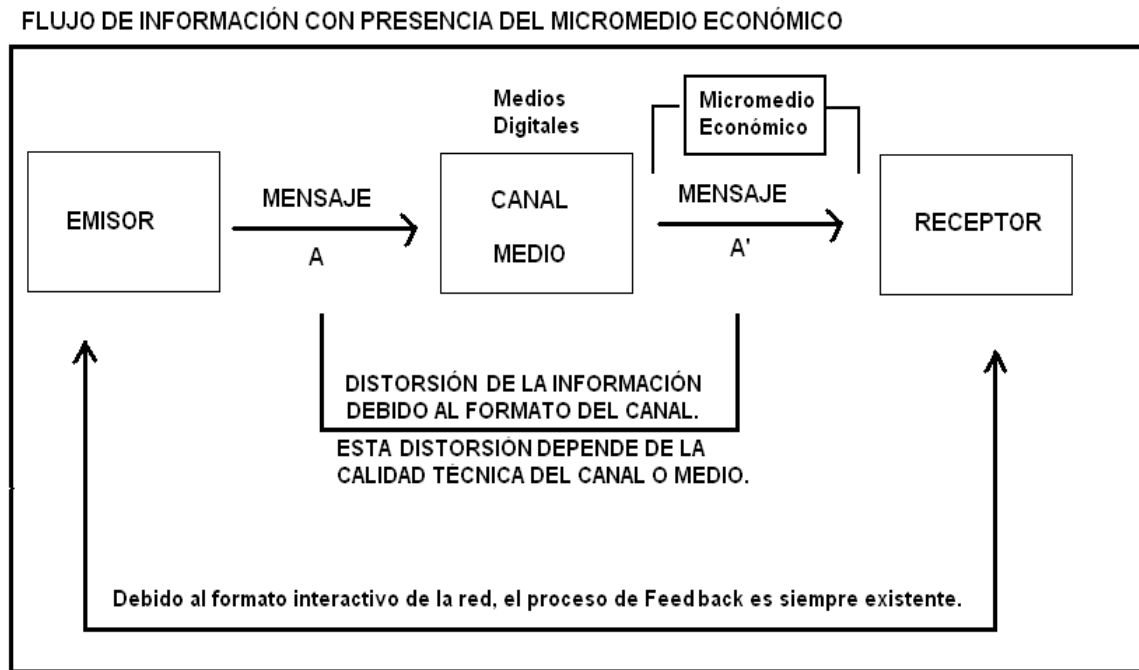 FLUJO DE INFORMACIÓN CON PRESENCIA DEL MICROMEDIO ECONÓMICO
Medios
Digitales
Micromedio
Económico
EMISOR
MENSAJE
A
CANAL
MEDIO
MENSAJE
A'
RECEPTOR
DISTORSIÓN DE LA INFORMACIÓN
DEBIDO AL FORMATO DEL CANAL.
ESTA DISTORSIÓN DEPENDE DE LA
CALIDAD TÉCNICA DEL CANAL O MEDIO.
Debido al formato interactivo de la red, el proceso de Feedback es siempre existente.